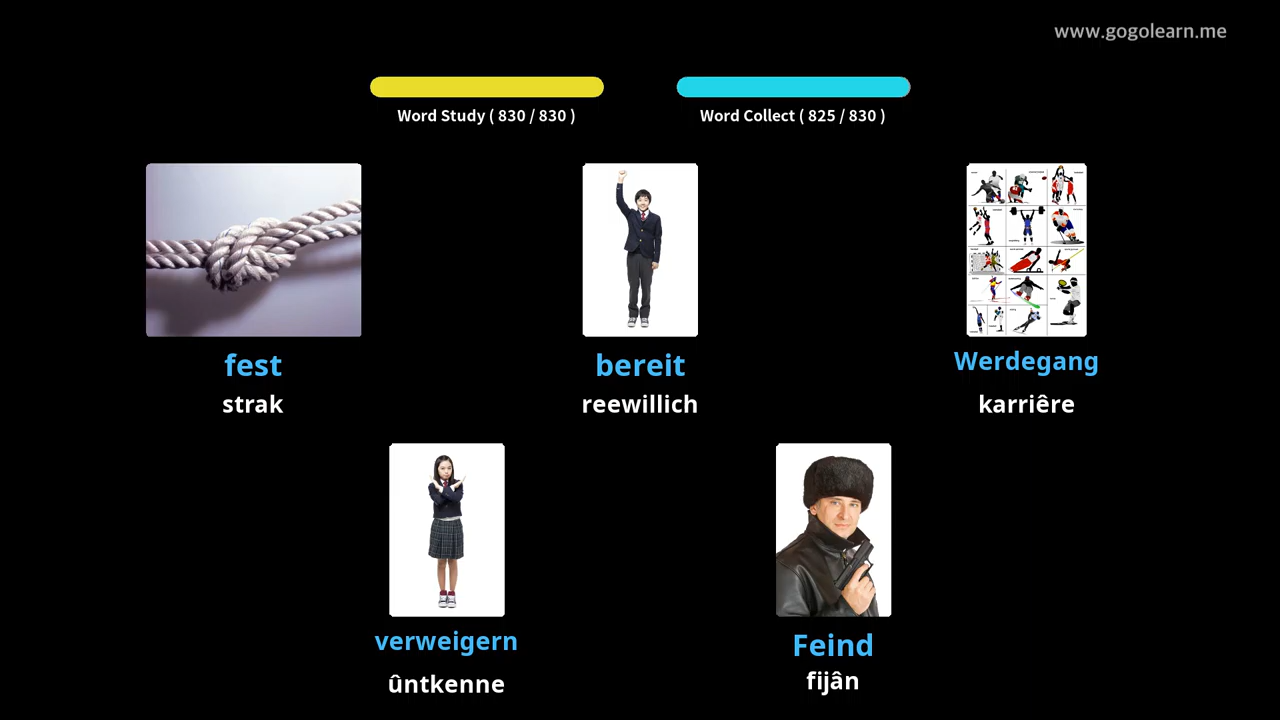 www.gogolearn.me
Word Study ( 830 / 830 )
Word Collect ( 825 / 830 )
fest
strak
bereit
reewillich
Werdegang
karriêre
verweigern
ûntkenne
Feind
fijân